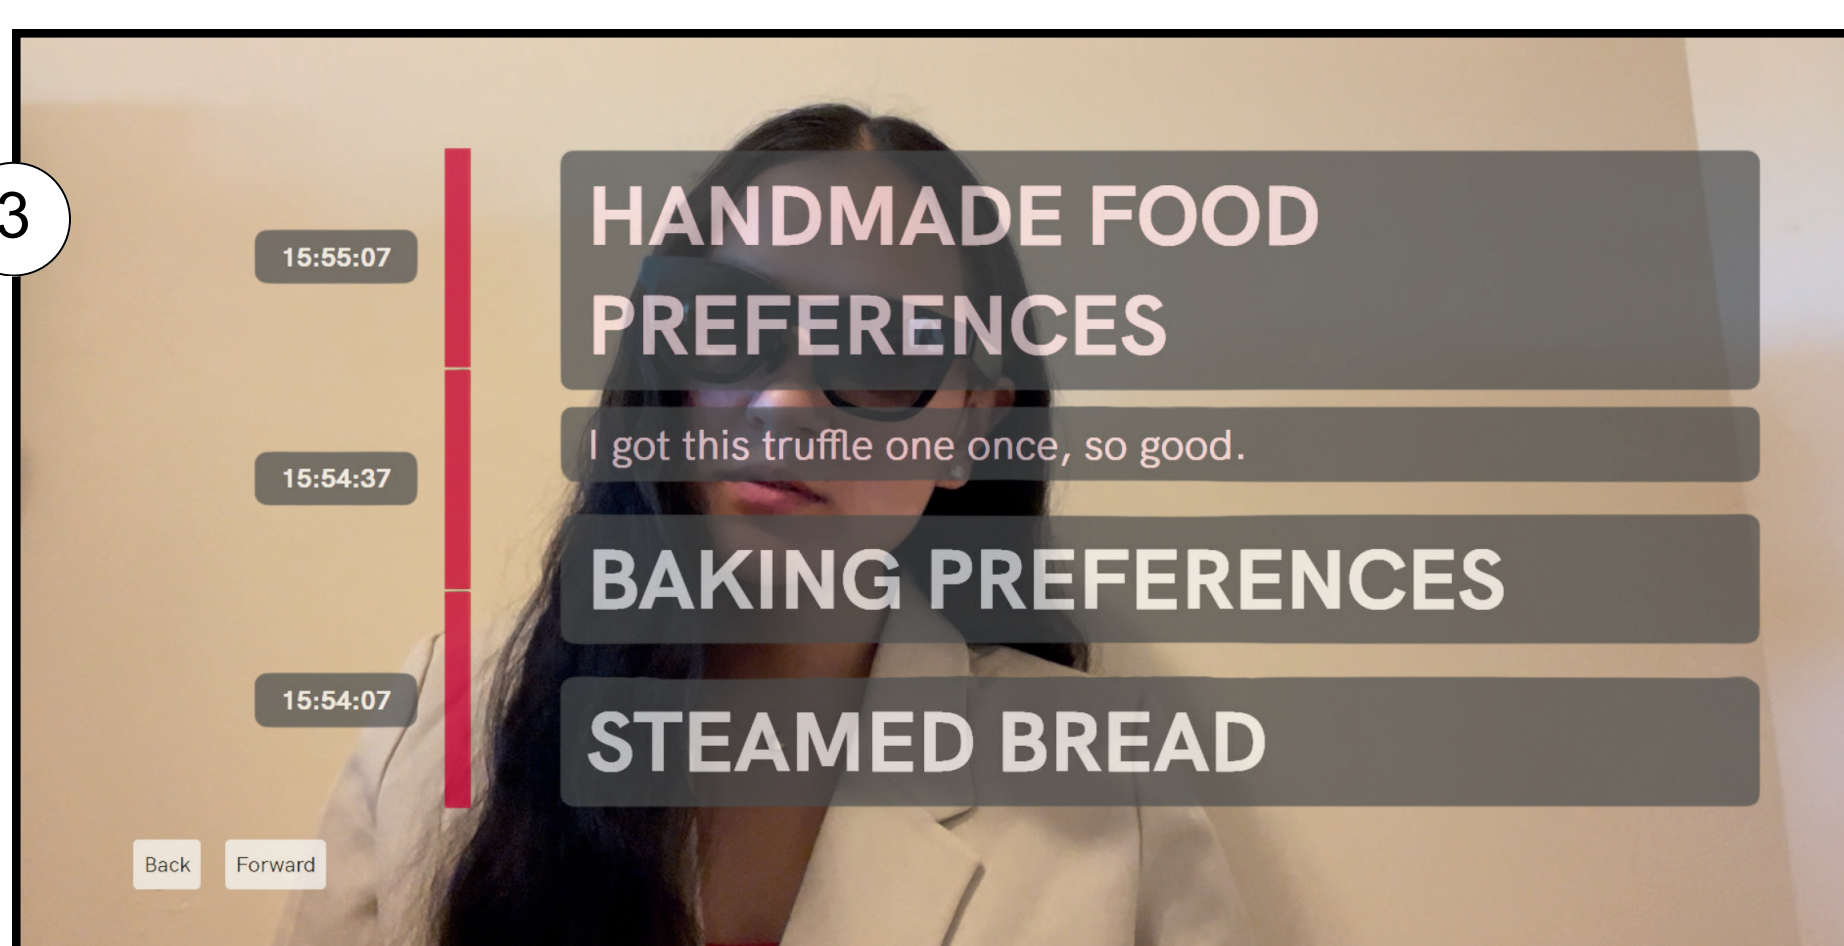 3
15:55:07
HANDMADE FOOD
PREFERENCES
I got this truffle one once, so good.
15:54:37
BAKING PREFERENCES
15:54:07
STEAMED BREAD
Back
Forward